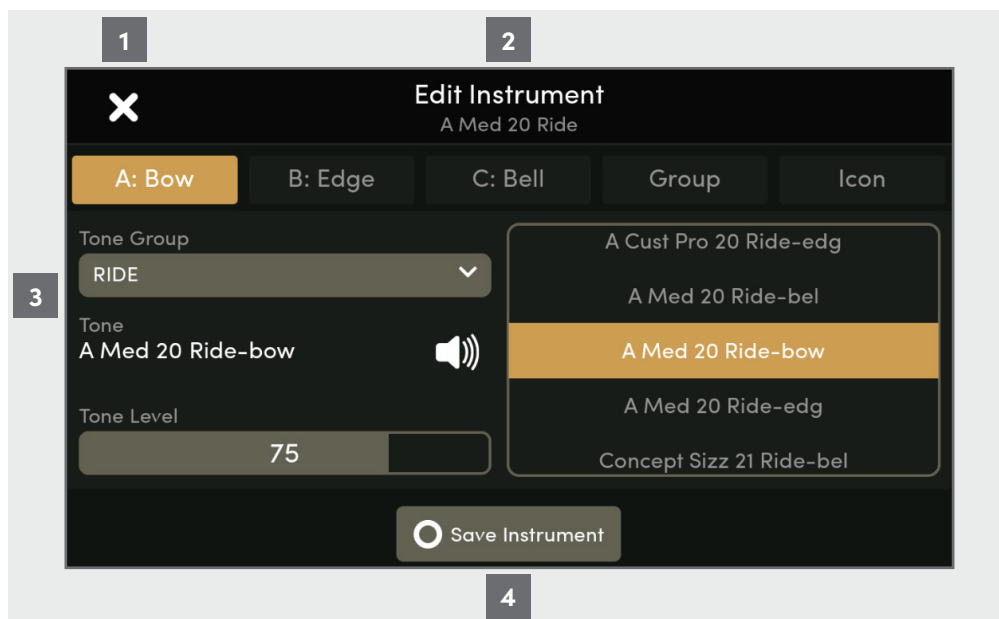 1
2
Edit Instrument
A Med 20 Ride
A: Bow
B: Edge
C: Bell
Group
Icon
3
Tone Group
RIDE
Tone
A Med 20 Ride-bow
Tone Level
75
A Cust Pro 20 Ride-edg
A Med 20 Ride-bel
A Med 20 Ride-bow
A Med 20 Ride-edg
Concept Sizz 21 Ride-bel
Save Instrument
4